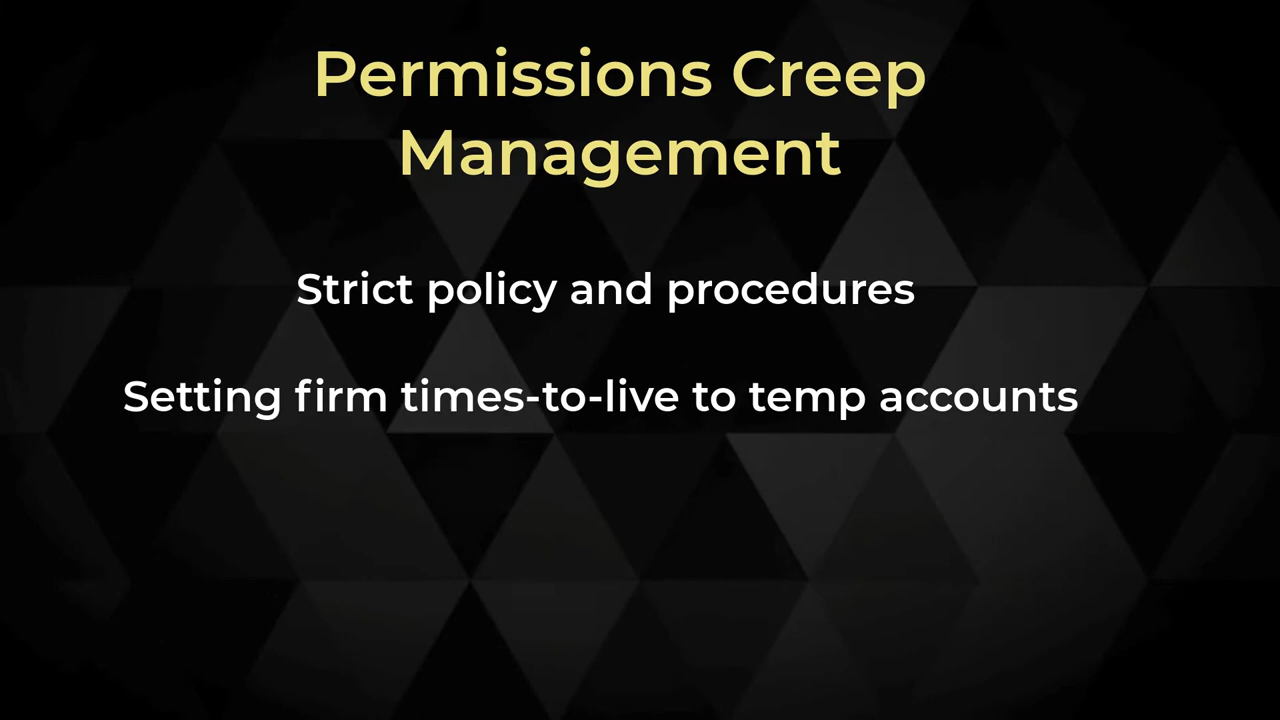 Permissions Creep
Management
Strict policy and procedures
Setting firm times-to-live to temp accounts